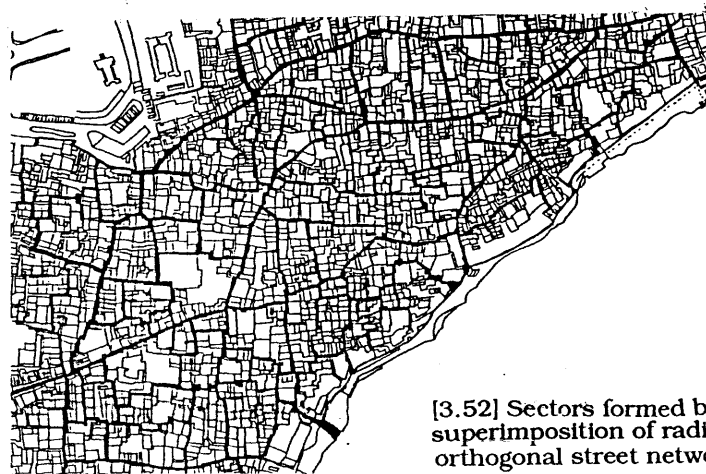 [3.52] Sectors formed b
superimposition of radi
orthogonal street netw